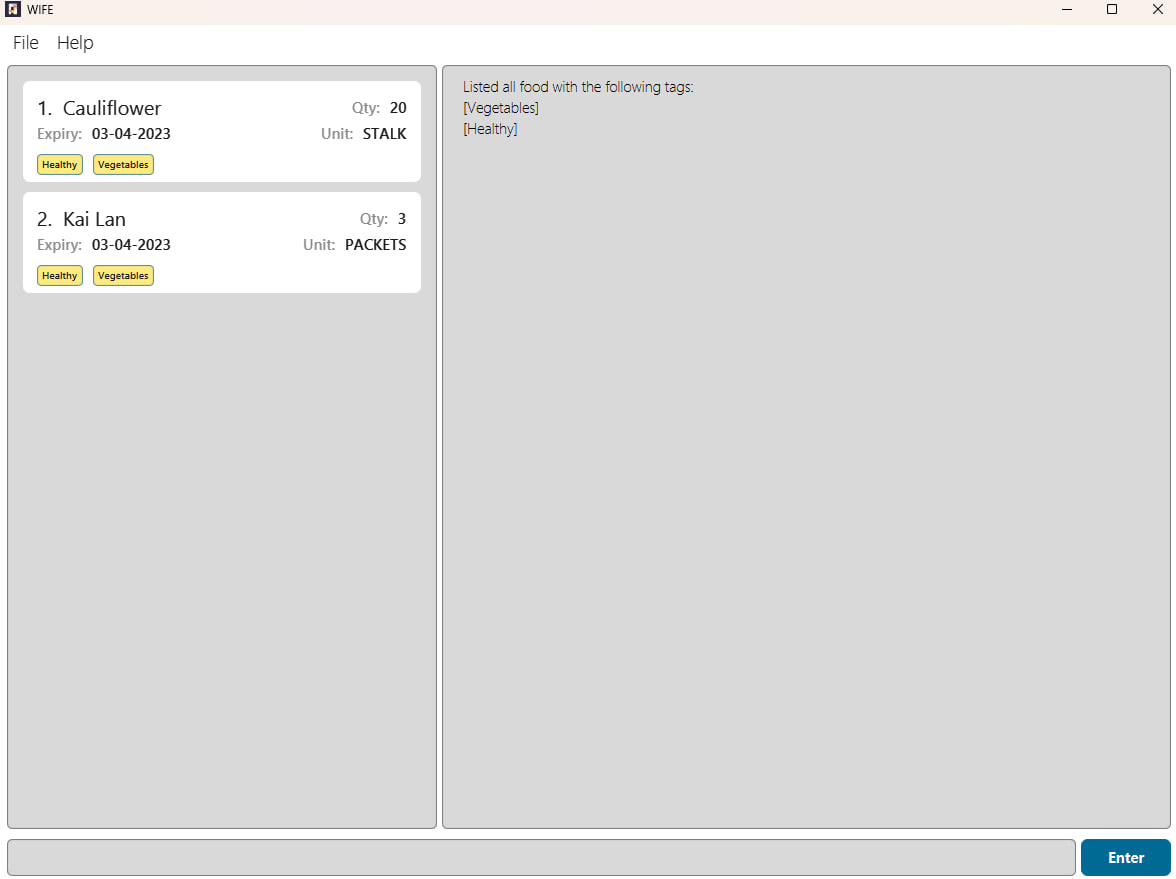 WIFE
File Help
1. Cauliflower Qty: 20
Expiry: 03-04-2023 Unit: STALK
Healthy Vegetables
2. Kai Lan Qty: 3
Expiry: 03-04-2023 Unit: PACKETS
Healthy Vegetables
Listed all food with the following tags:
[Vegetables]
[Healthy]
Enter